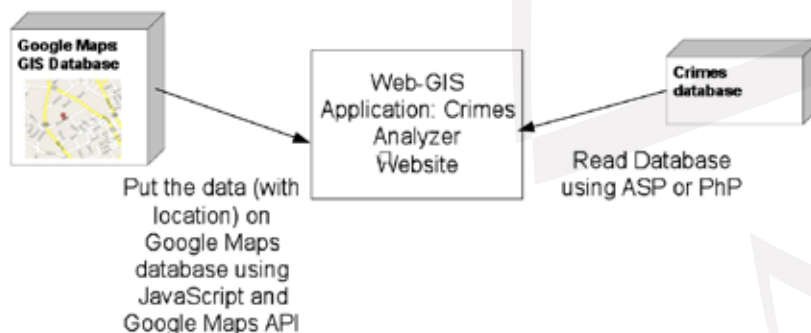 Google Maps
GIS Database
Web-GIS
Application: Crimes
Analyzer
Website
Crimes
database
Put the data (with
location) on
Google Maps
database using
JavaScript and
Google Maps API
Read Database
using ASP or PhP